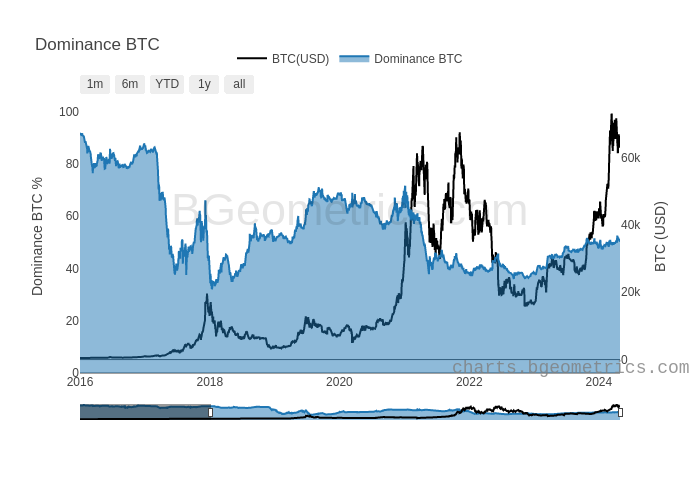 Dominance BTC
BTC(USD) Dominance BTC
1m 6m YTD 1y all
100
80
60
40
20
0
Dominance BTC %
60k
40k
20k
0
BTC (USD)
BGeometrics.com
charts.bgeometrics.com
2016 2018 2020 2022 2024